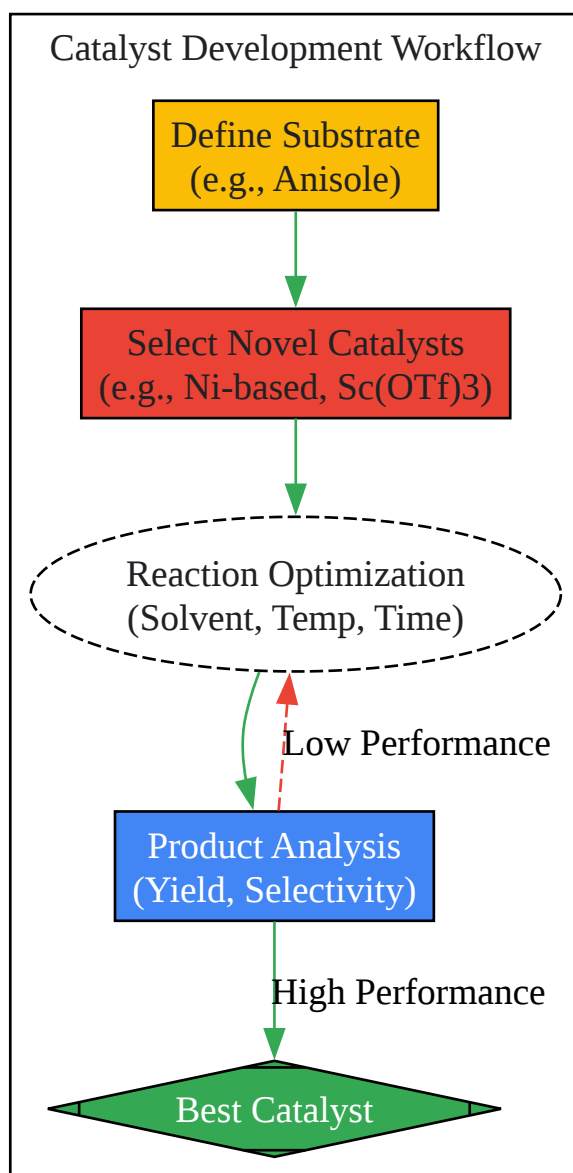 Catalyst Development Workflow
Define Substrate
(e.g., Anisole)
Select Novel Catalysts
(e.g., Ni-based, Sc(OTf)3)
Reaction Optimization
(Solvent, Temp, Time)
Low Performance
Product Analysis
(Yield, Selectivity)
High Performance
Best Catalyst